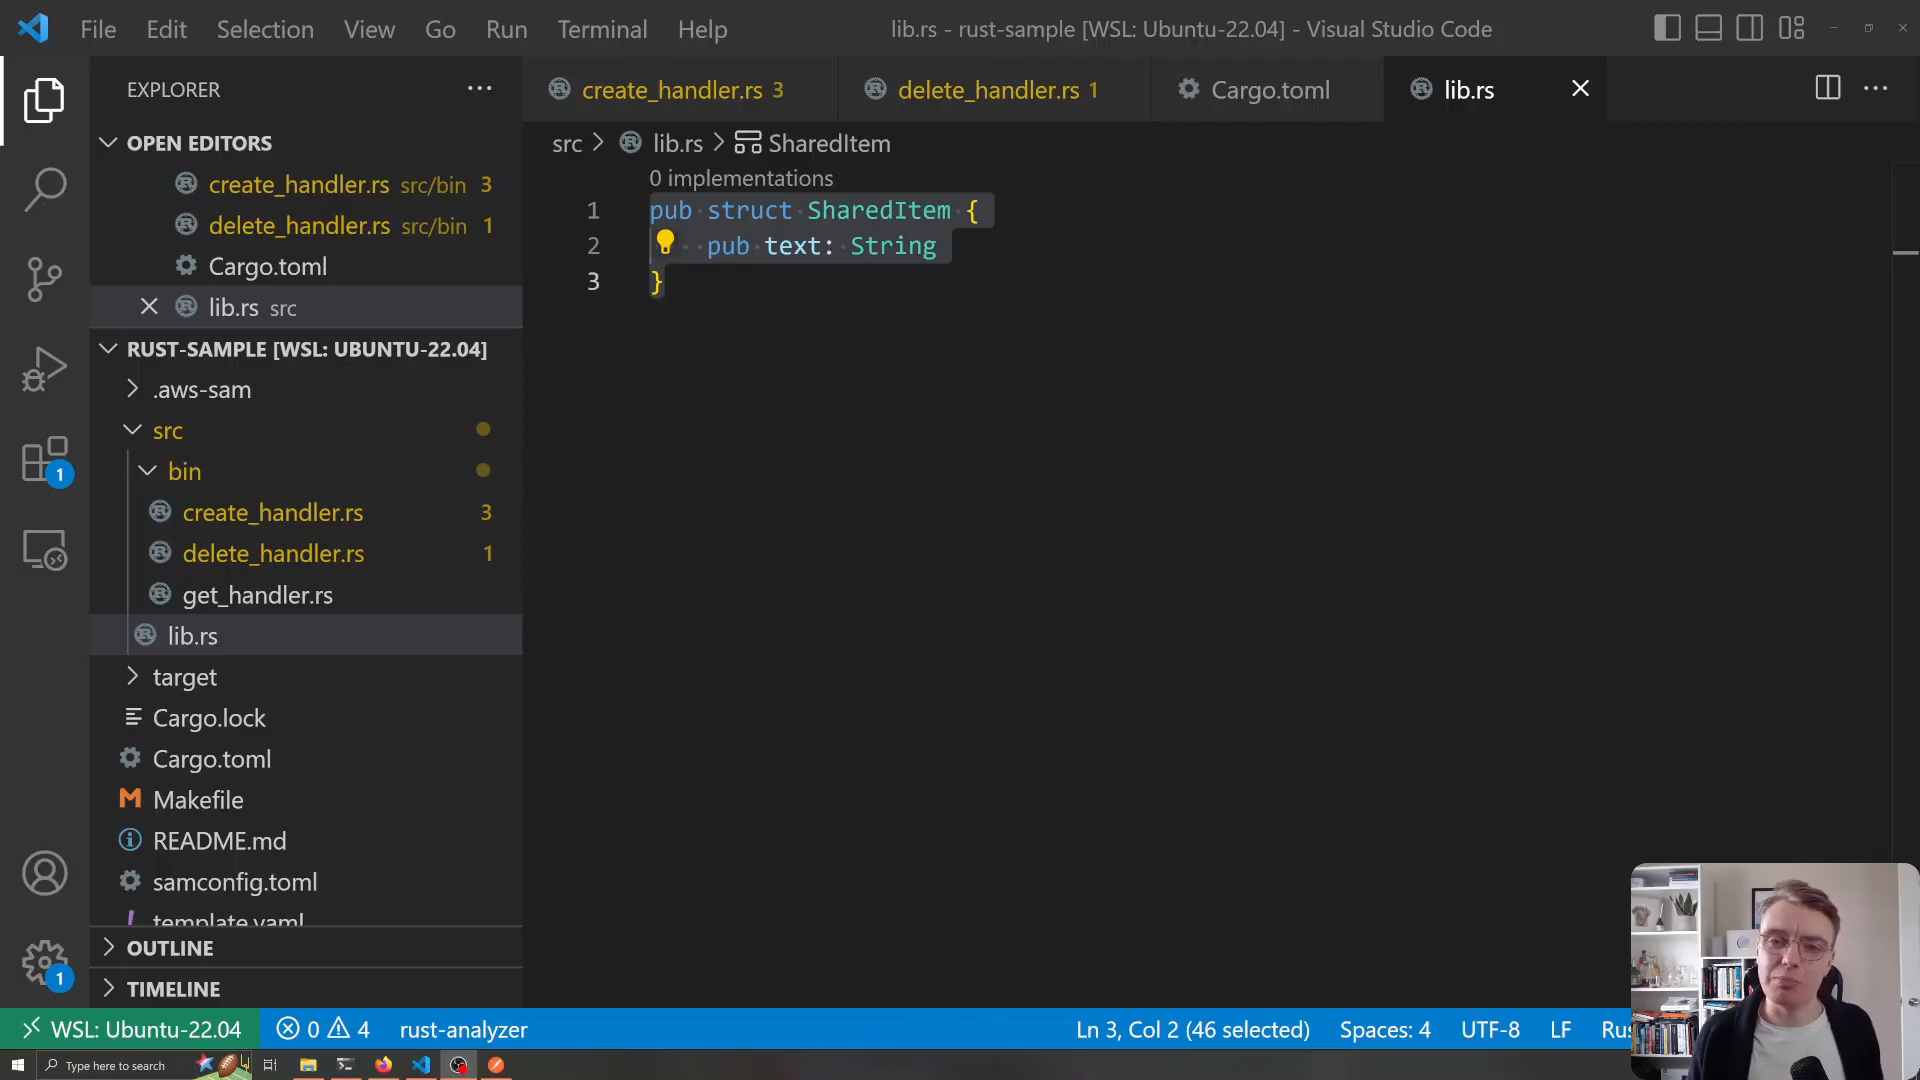 File Edit Selection View Go Run Terminal Help
lib.rs - rust-sample [WSL: Ubuntu-22.04] - Visual Studio Code
EXPLORER
OPEN EDITORS
create_handler.rs src/bin 3
delete_handler.rs src/bin 1
Cargo.toml
lib.rs src
RUST-SAMPLE [WSL: UBUNTU-22.04]
.aws-sam
src
bin
create_handler.rs 3
delete_handler.rs 1
get_handler.rs
lib.rs
target
Cargo.lock
Cargo.toml
Makefile
README.md
samconfig.toml
template.yaml
OUTLINE
TIMELINE
1
1
create_handler.rs 3
delete_handler.rs 1
Cargo.toml
lib.rs
src > lib.rs > SharedItem
0 implementations
1 pub struct SharedItem {
2 pub text: String
3 }
WSL: Ubuntu-22.04 0 4 rust-analyzer Ln 3, Col 2 (46 selected) Spaces: 4 UTF-8 LF
Type here to search